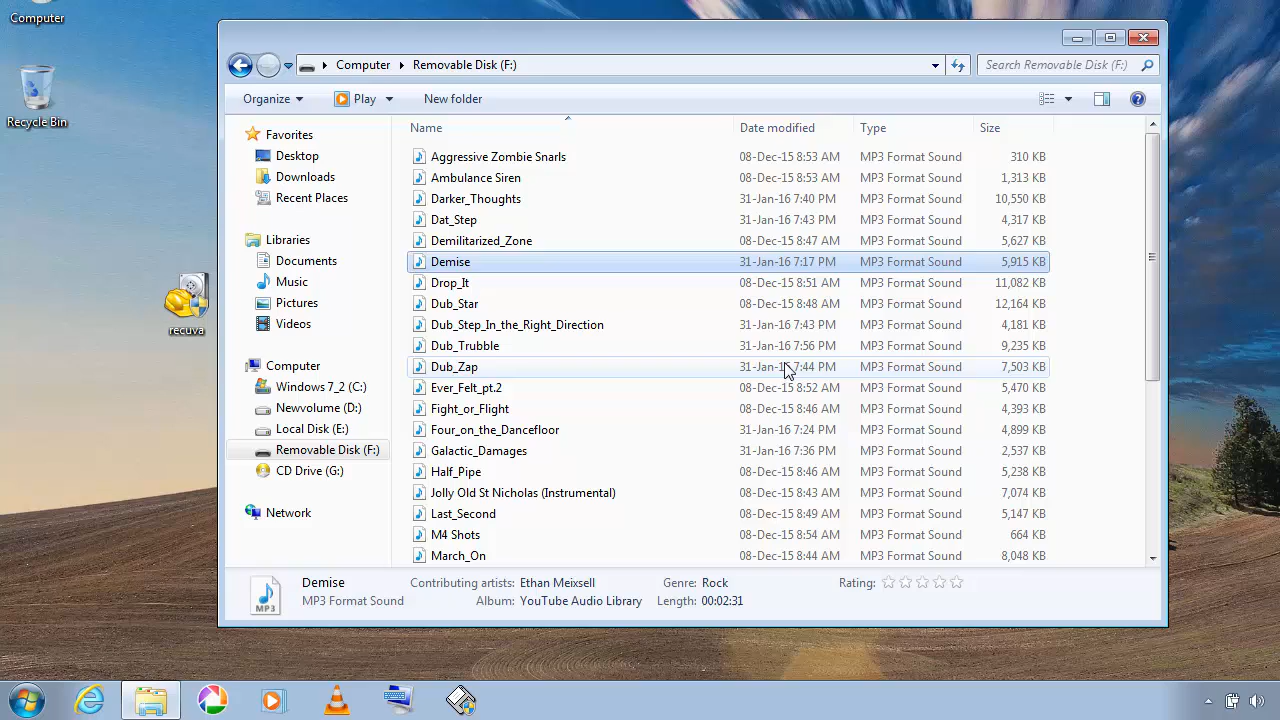 Computer
Recycle Bin
recuva
Computer Removable Disk (F:)
Search Removable Disk (F:)
Organize Play New folder
Favorites
Desktop
Downloads
Recent Places
Libraries
Documents
Music
Pictures
Videos
Computer
Windows 7_2 (C:)
Newvolume (D:)
Local Disk (E:)
Removable Disk (F:)
CD Drive (G:)
Network
Name Date modified Type Size
Aggressive Zombie Snarls 08-Dec-15 8:53 AM MP3 Format Sound 310 KB
Ambulance Siren 08-Dec-15 8:53 AM MP3 Format Sound 1,313 KB
Darker_Thoughts 31-Jan-16 7:40 PM MP3 Format Sound 10,550 KB
Dat_Step 31-Jan-16 7:43 PM MP3 Format Sound 4,317 KB
Demilitarized_Zone 08-Dec-15 8:47 AM MP3 Format Sound 5,627 KB
Demise 31-Jan-16 7:17 PM MP3 Format Sound 5,915 KB
Drop_It 08-Dec-15 8:51 AM MP3 Format Sound 11,082 KB
Dub_Star 08-Dec-15 8:48 AM MP3 Format Sound 12,164 KB
Dub_Step_In_the_Right_Direction 31-Jan-16 7:43 PM MP3 Format Sound 4,181 KB
Dub_Trubble 31-Jan-16 7:56 PM MP3 Format Sound 9,235 KB
Dub_Zap 31-Jan-16 7:44 PM MP3 Format Sound 7,503 KB
Ever_Felt_pt.2 08-Dec-15 8:52 AM MP3 Format Sound 5,470 KB
Fight_or_Flight 08-Dec-15 8:46 AM MP3 Format Sound 4,393 KB
Four_on_the_Dancefloor 31-Jan-16 7:24 PM MP3 Format Sound 4,899 KB
Galactic_Damages 31-Jan-16 7:36 PM MP3 Format Sound 2,537 KB
Half_Pipe 08-Dec-15 8:46 AM MP3 Format Sound 5,238 KB
Jolly Old St Nicholas (Instrumental) 08-Dec-15 8:43 AM MP3 Format Sound 7,074 KB
Last_Second 08-Dec-15 8:49 AM MP3 Format Sound 5,147 KB
M4 Shots 08-Dec-15 8:54 AM MP3 Format Sound 664 KB
March_On 08-Dec-15 8:44 AM MP3 Format Sound 8,048 KB
MP3
Demise Contributing artists: Ethan Meixsell Genre: Rock Rating:
MP3 Format Sound Album: YouTube Audio Library Length: 00:02:31